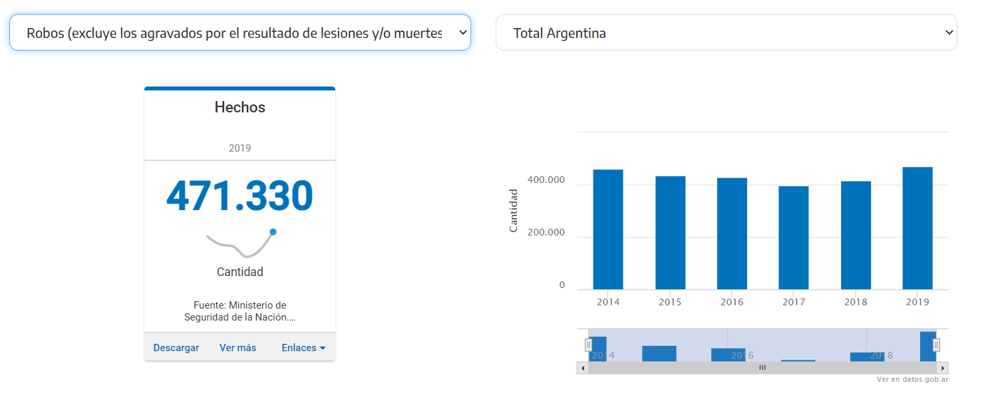 Robos (excluye los agravados por el resultado de lesiones y/o muertes
Total Argentina
Hechos
2019
471.330
Cantidad
Fuente: Ministerio de
Seguridad de la Nación....
Descargar Ver más Enlaces
Cantidad
400.000
200.000
0
2014 2015 2016 2017 2018 2019
2014 2016 2018
Ver en datos.gob.ar